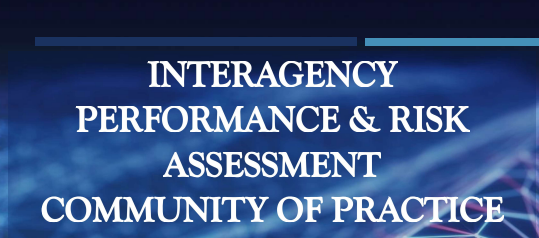 INTERAGENCY
PERFORMANCE & RISK
ASSESSMENT
COMMUNITY OF PRACTICE